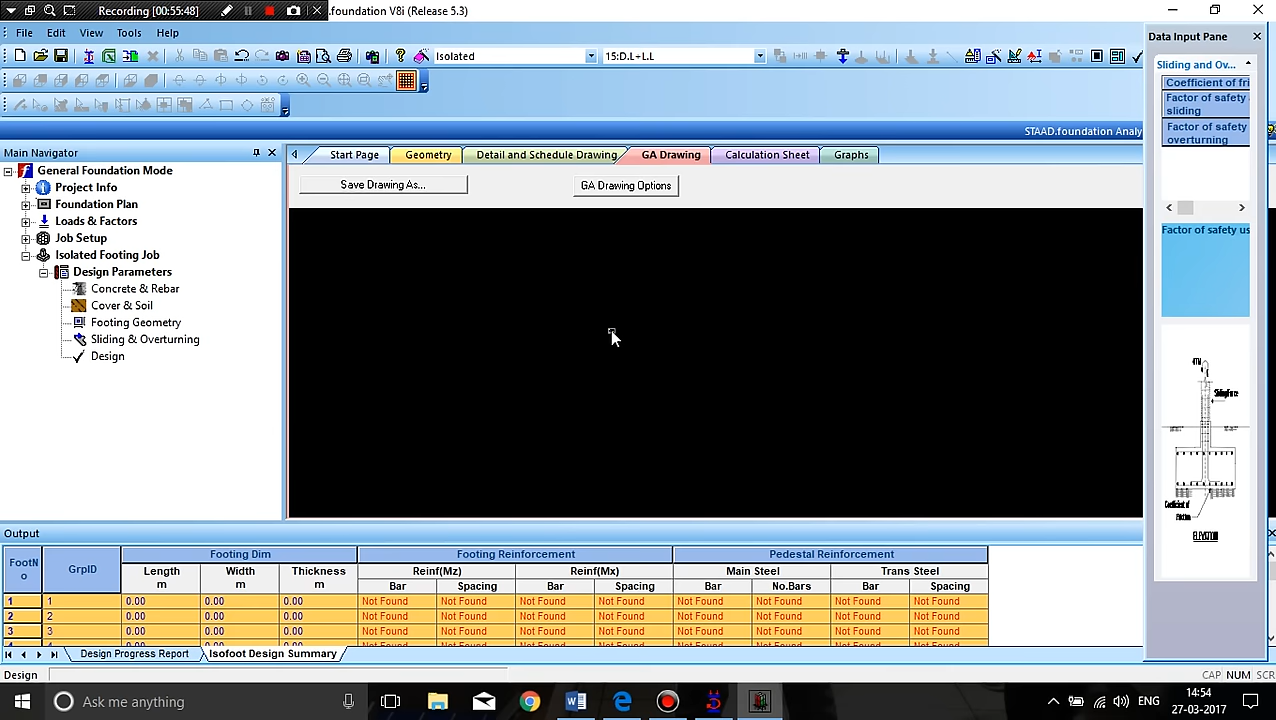 Recording [00:55:48]
.foundation V8i (Release 5.3)
File Edit View Tools Help
Isolated
15:D.L+L.L
STAAD.foundation Analy
Main Navigator
General Foundation Mode
Project Info
Foundation Plan
Loads & Factors
Job Setup
Isolated Footing Job
Design Parameters
Concrete & Rebar
Cover & Soil
Footing Geometry
Sliding & Overturning
Design
Start Page Geometry Detail and Schedule Drawing GA Drawing Calculation Sheet Graphs
Save Drawing As... GA Drawing Options
Data Input Pane
Sliding and Ov...
Coefficient of fri
Factor of safety
sliding
Factor of safety
overturning
Factor of safety us
Sliding Force
Coefficient of
Friction
ELEVATION
Output
FootN
o
GrpID
Footing Dim Footing Reinforcement Pedestal Reinforcement
Length
m
Width
m
Thickness
m
Reinf(Mz) Reinf(Mx) Main Steel Trans Steel
Bar Spacing Bar Spacing Bar No.Bars Bar Spacing
1 1 0.00 0.00 0.00 Not Found Not Found Not Found Not Found Not Found Not Found Not Found Not Found
2 2 0.00 0.00 0.00 Not Found Not Found Not Found Not Found Not Found Not Found Not Found Not Found
3 3 0.00 0.00 0.00 Not Found Not Found Not Found Not Found Not Found Not Found Not Found Not Found
Design Progress Report Isofoot Design Summary
Design
CAP NUM SCR
Ask me anything
ENG
14:54
27-03-2017